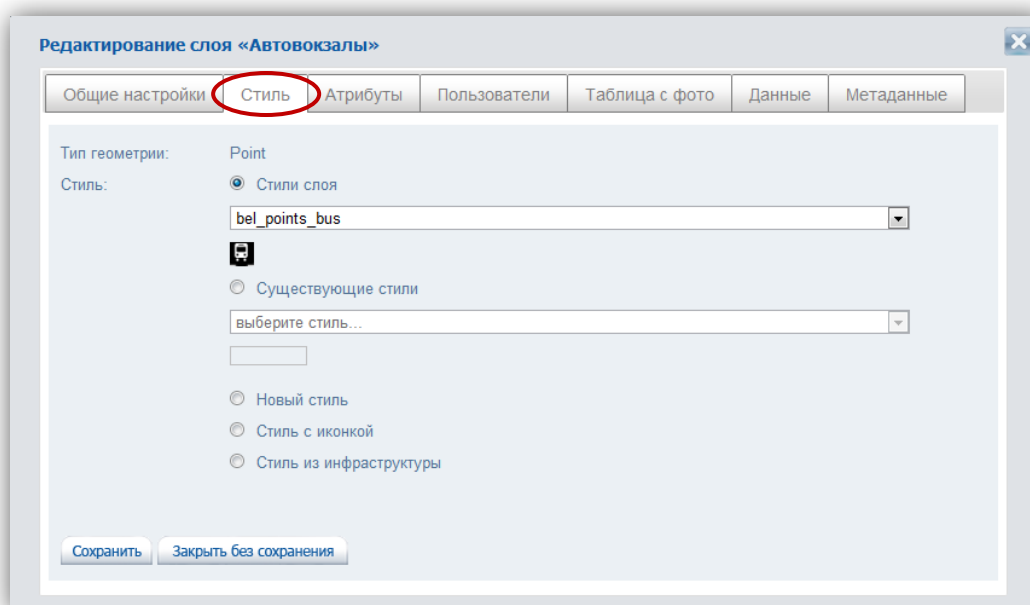 Редактирование слоя «Автовокзалы»
Общие настройки Стиль Атрибуты Пользователи Таблица с фото Данные Метаданные
Тип геометрии: Point
Стиль: Стили слоя
bel_points_bus
Существующие стили
выберите стиль...
Новый стиль
Стиль с иконкой
Стиль из инфраструктуры
Сохранить Закрыть без сохранения